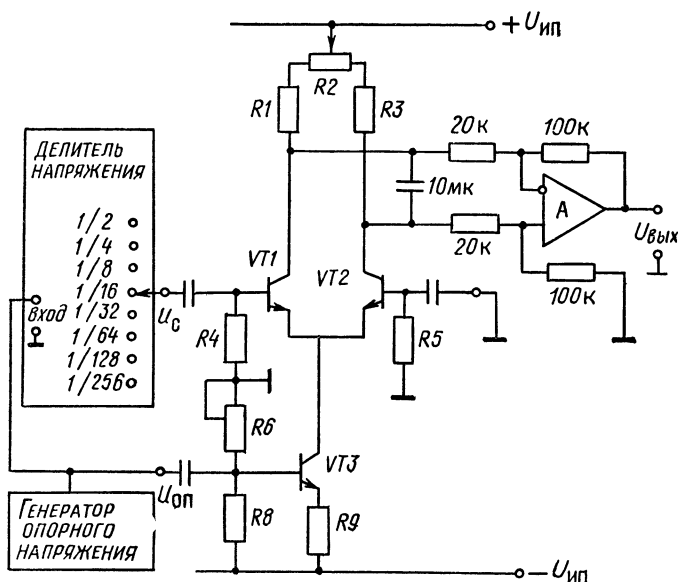 + Uип
R2
R1
R3
ДЕЛИТЕЛЬ
НАПРЯЖЕНИЯ
20к
100к
10мк
А
Uвых
1/2
1/4
1/8
1/16
1/32
1/64
1/128
1/256
ВХОД
VT1
VT2
20к
100к
Uс
R4
R5
R6
VT3
Uоп
ГЕНЕРАТОР
ОПОРНОГО
НАПРЯЖЕНИЯ
R8
R9
− Uип